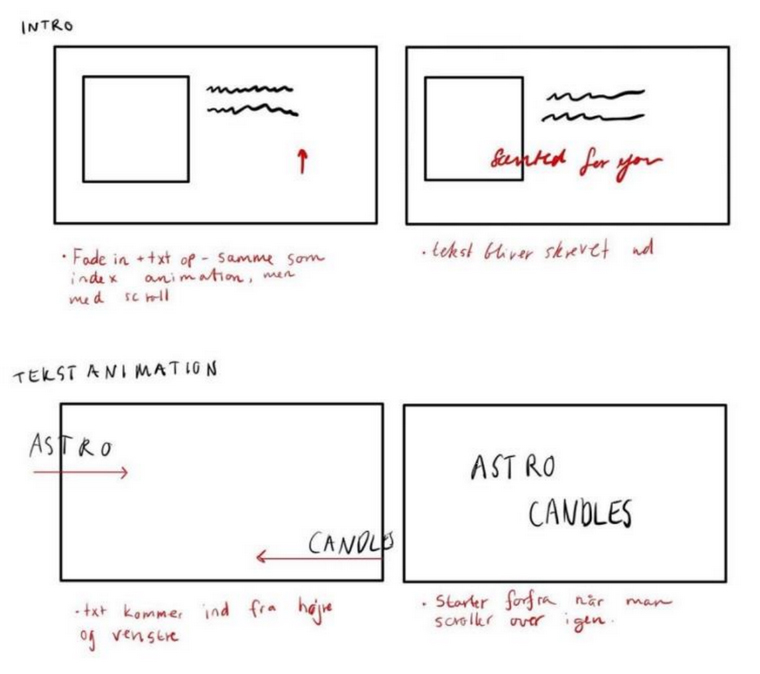 INTRO
Scented for you
· Fade in + txt op - samme som
index animation, men
med scroll
· tekst bliver skrevet ud
TEKST ANIMATION
ASTRO
CANDLES
· txt kommer ind fra højre
og venstre
ASTRO
CANDLES
· Starter forfra når man
scroller over igen.